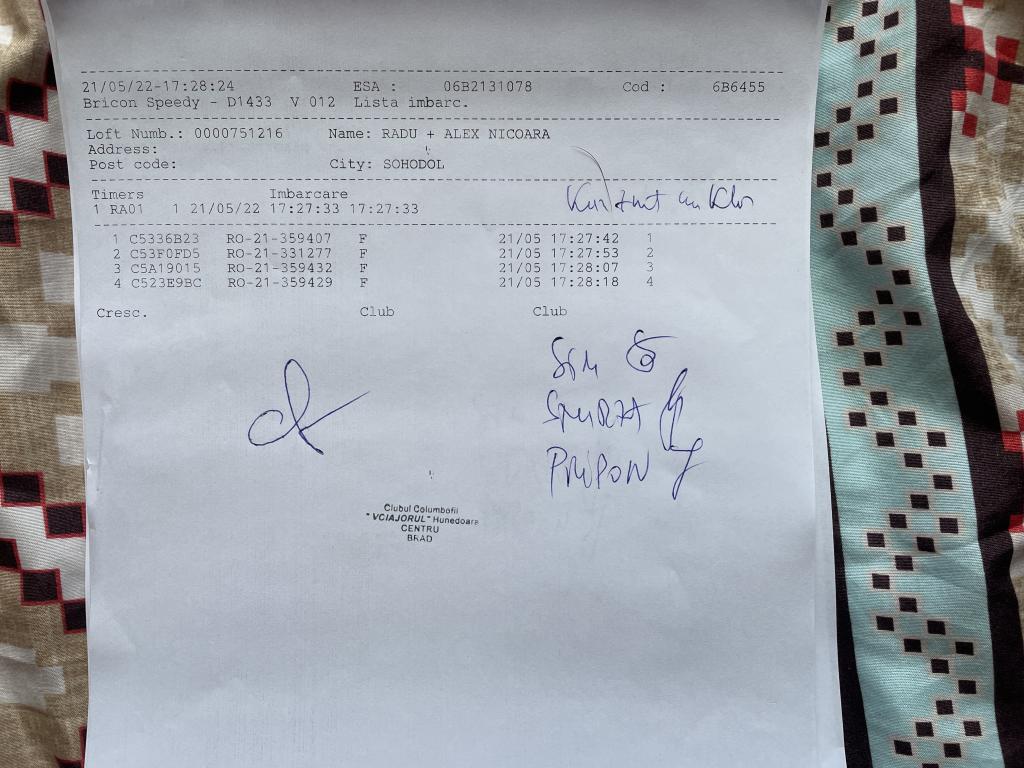 21/05/22-17:28:24 ESA : 06B2131078 Cod : 6B6455
Bricon Speedy - D1433 V 012 Lista imbarc.
Loft Numb.: 0000751216 Name: RADU + ALEX NICOARA
Address:
Post code: City: SOHODOL
Timers Imbarcare
1 RA01 1 21/05/22 17:27:33 17:27:33
1 C5336B23 RO-21-359407 F 21/05 17:27:42 1
2 C53F0FD5 RO-21-331277 F 21/05 17:27:53 2
3 C5A19015 RO-21-359432 F 21/05 17:28:07 3
4 C523E9BC RO-21-359429 F 21/05 17:28:18 4
Cresc. Club Club
PRIPON
Clubul Columbofil
"VCIAJORUL" Hunedoara
CENTRU
BRAD